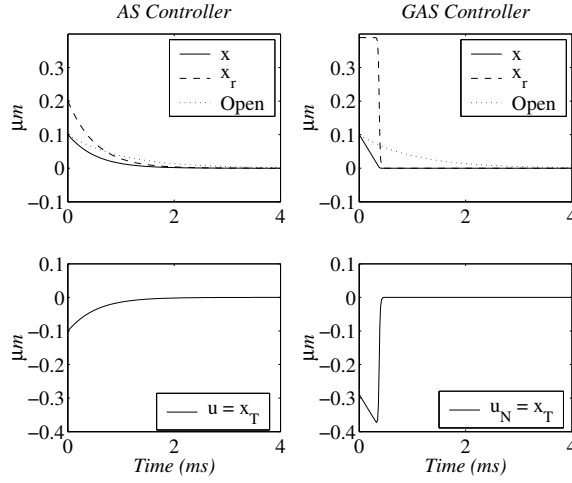 AS Controller
GAS Controller
0.3
0.2
0.1
0
−0.1
μm
0
2
4
x
x_r
Open
0.3
0.2
0.1
0
−0.1
μm
0
2
4
x
x_r
Open
0.1
0
−0.1
−0.2
−0.3
−0.4
μm
0
2
4
u = x_T
Time (ms)
0.1
0
−0.1
−0.2
−0.3
−0.4
μm
0
2
4
u_N = x_T
Time (ms)